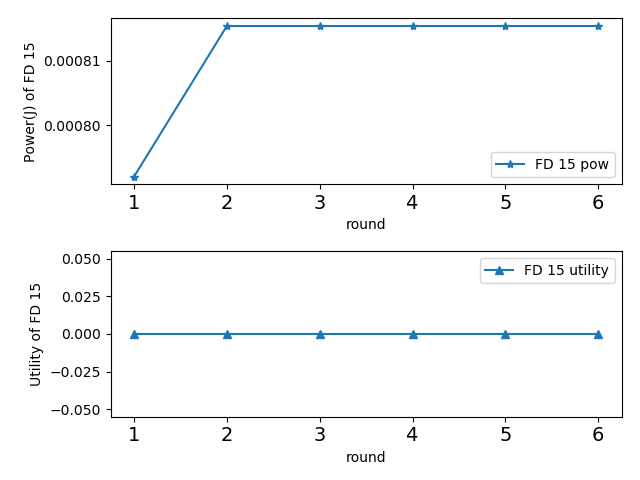 Power(J) of FD 15
0.00081
0.00080
FD 15 pow
1 2 3 4 5 6
round
Utility of FD 15
0.050
0.025
0.000
−0.025
−0.050
FD 15 utility
1 2 3 4 5 6
round